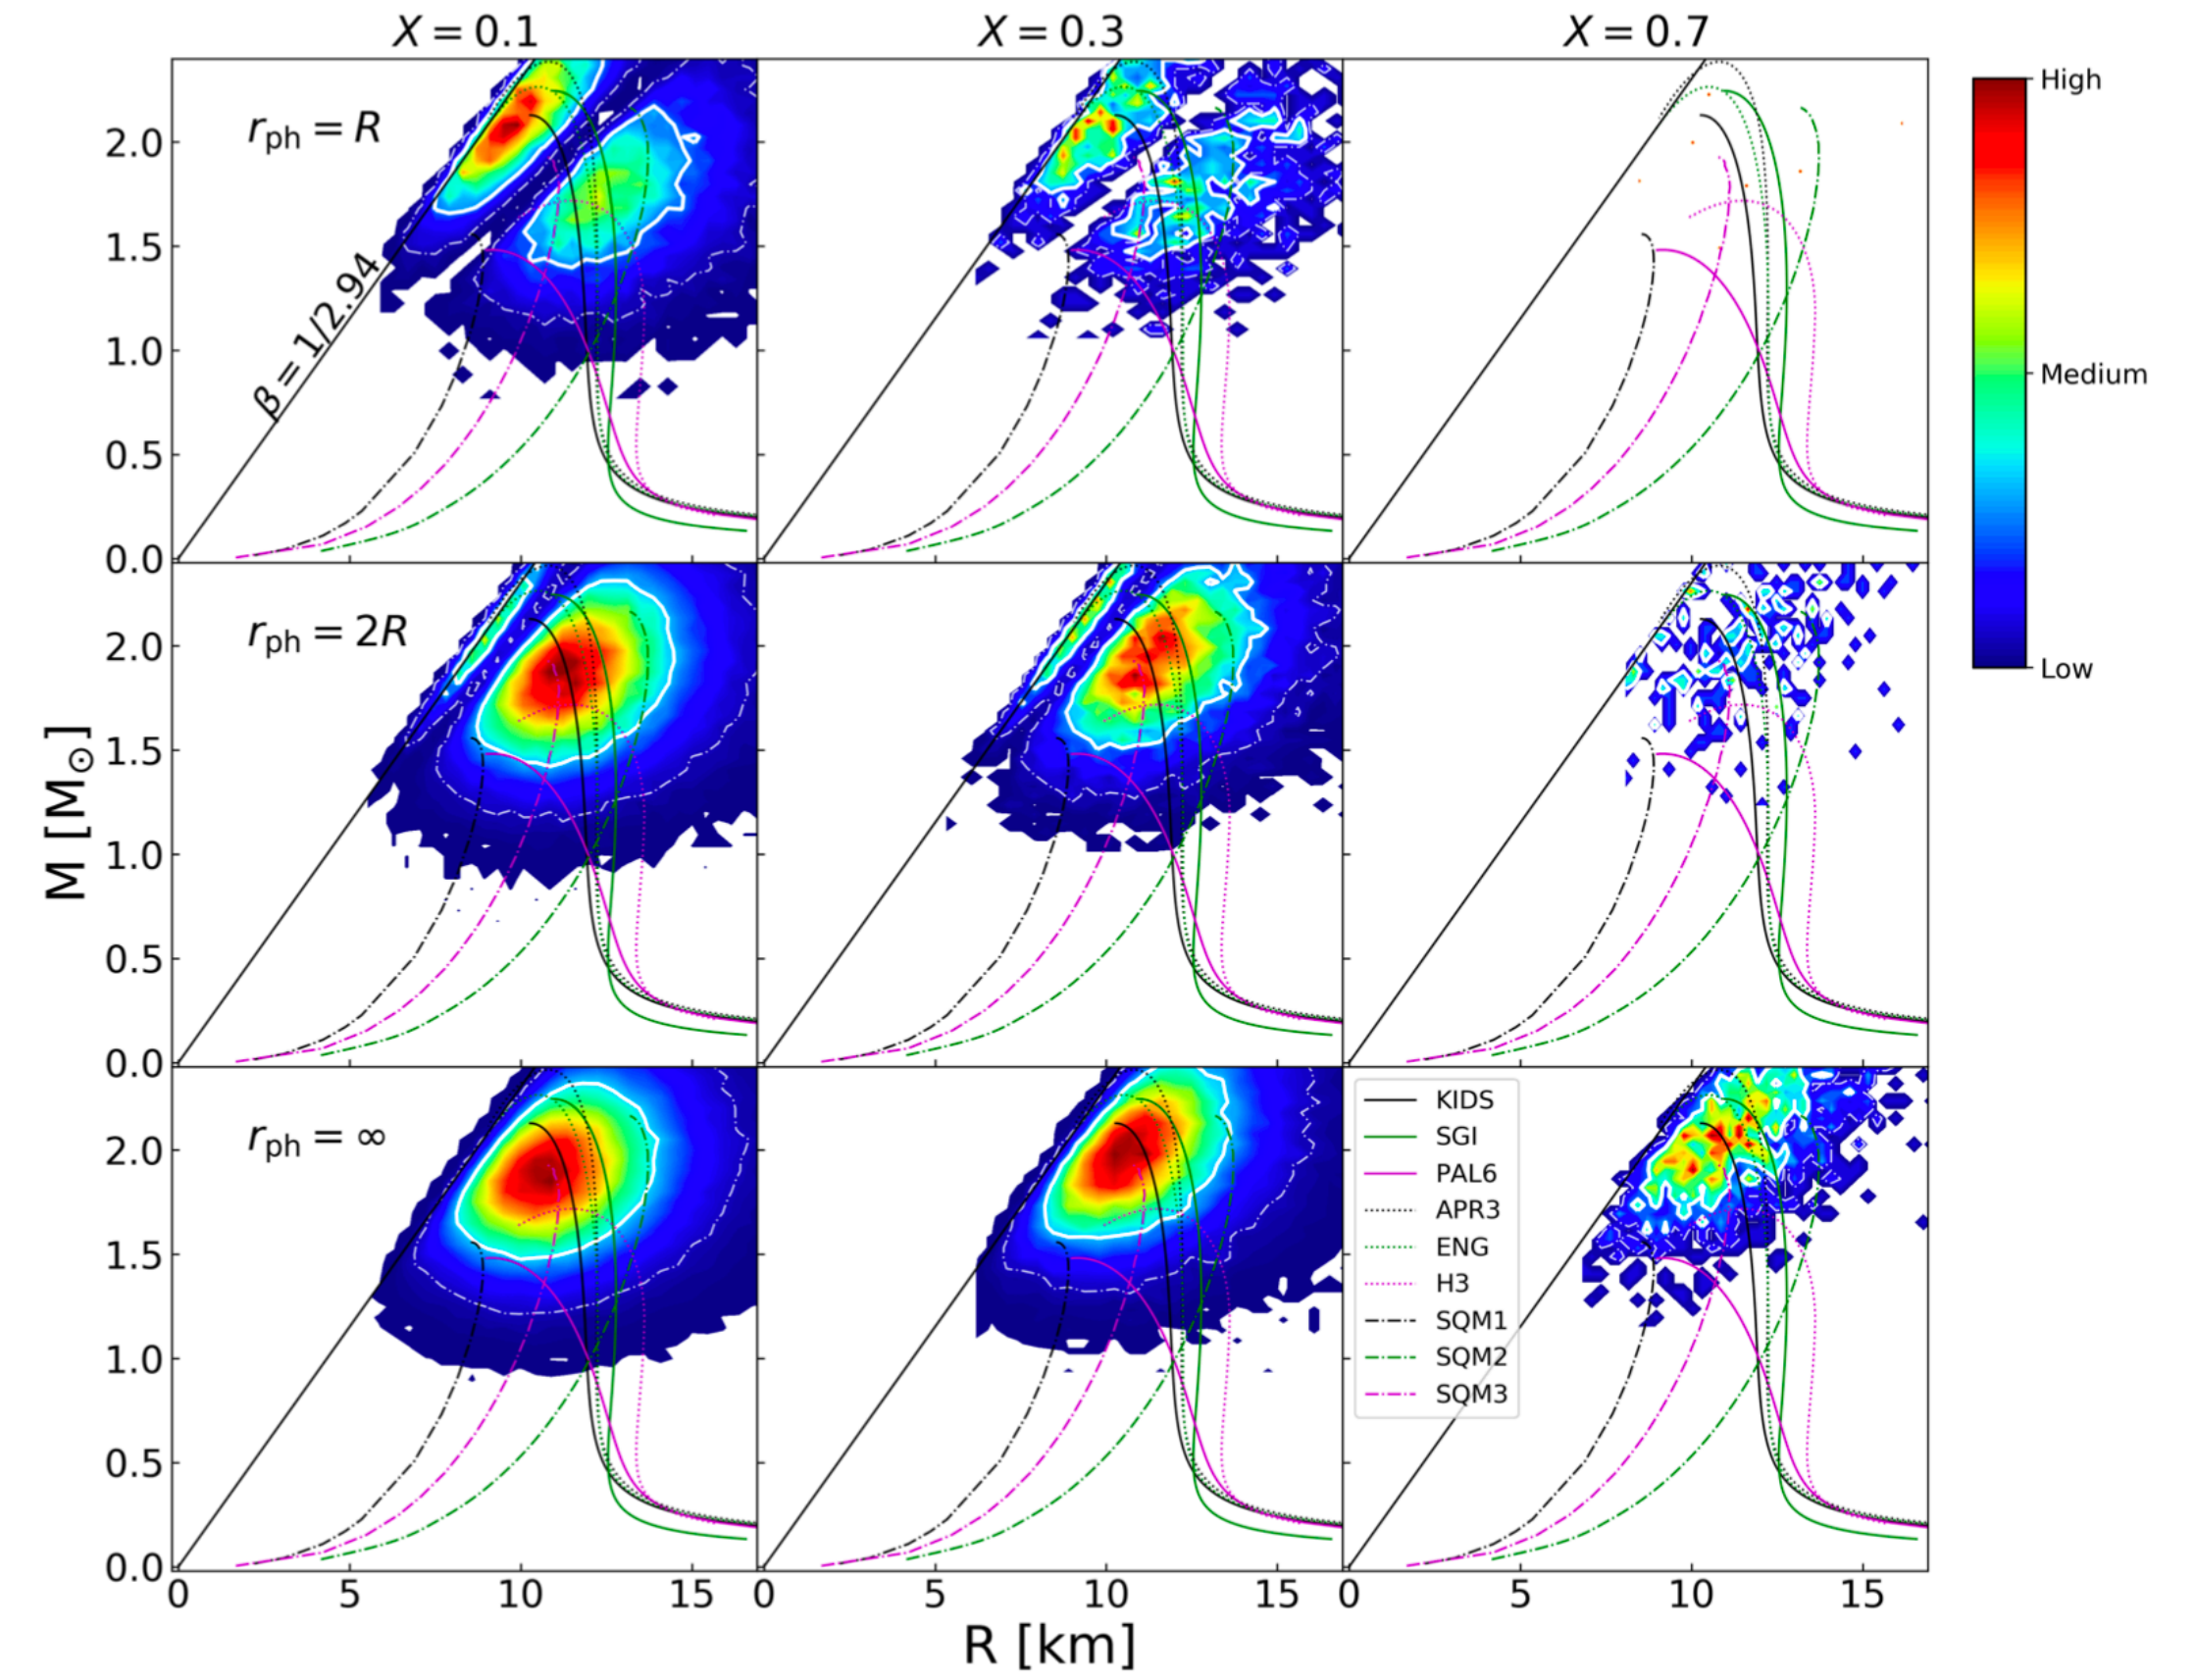 X = 0.1
X = 0.3
X = 0.7
r_ph = R
β = 1/2.94
2.0
1.5
1.0
0.5
0.0
High
Medium
Low
r_ph = 2R
2.0
1.5
1.0
0.5
0.0
M [M⊙]
r_ph = ∞
2.0
1.5
1.0
0.5
0.0
KIDS
SGI
PAL6
APR3
ENG
H3
SQM1
SQM2
SQM3
0 5 10 15 0 5 10 15 0 5 10 15
R [km]